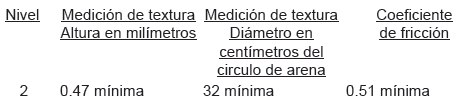 Nivel Medición de textura Medición de textura Coeficiente
Altura en milímetros Diámetro en de fricción
centímetros del
circulo de arena
2 0.47 mínima 32 mínima 0.51 mínima